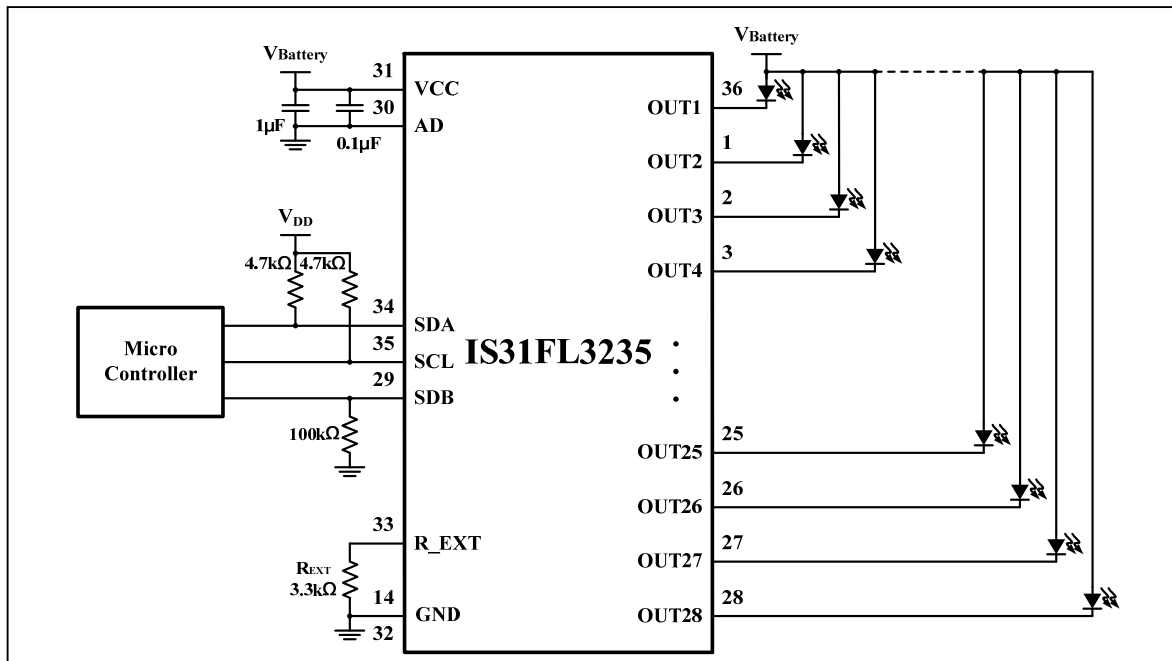 VBattery
31
VCC
30
AD
1µF
0.1µF
VDD
4.7kΩ 4.7kΩ
Micro
Controller
34
SDA
35
SCL
29
SDB
100kΩ
33
R_EXT
REXT
3.3kΩ
14
GND
32
IS31FL3235
VBattery
36
OUT1
1
OUT2
2
OUT3
3
OUT4
25
OUT25
26
OUT26
27
OUT27
28
OUT28